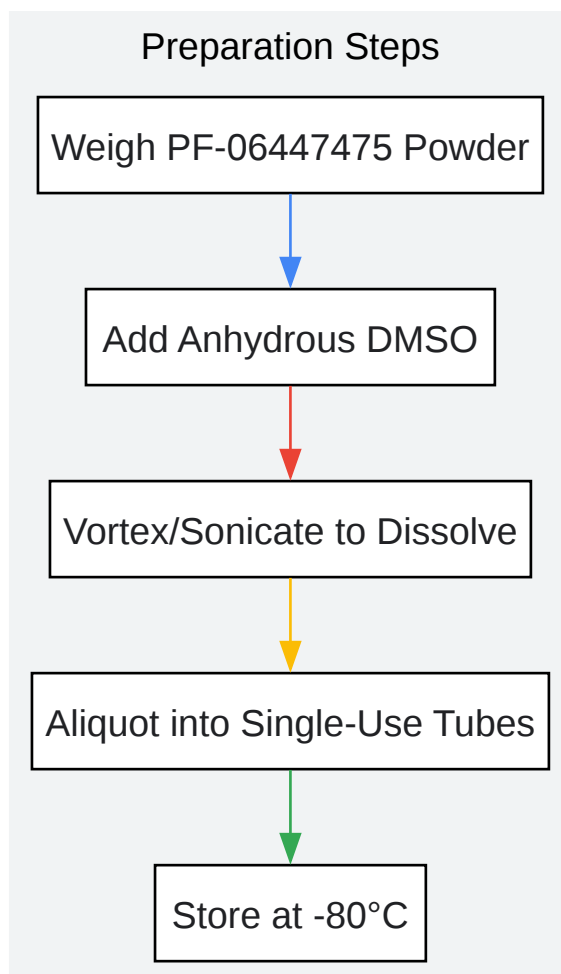 Preparation Steps
Weigh PF-06447475 Powder
Add Anhydrous DMSO
Vortex/Sonicate to Dissolve
Aliquot into Single-Use Tubes
Store at -80°C